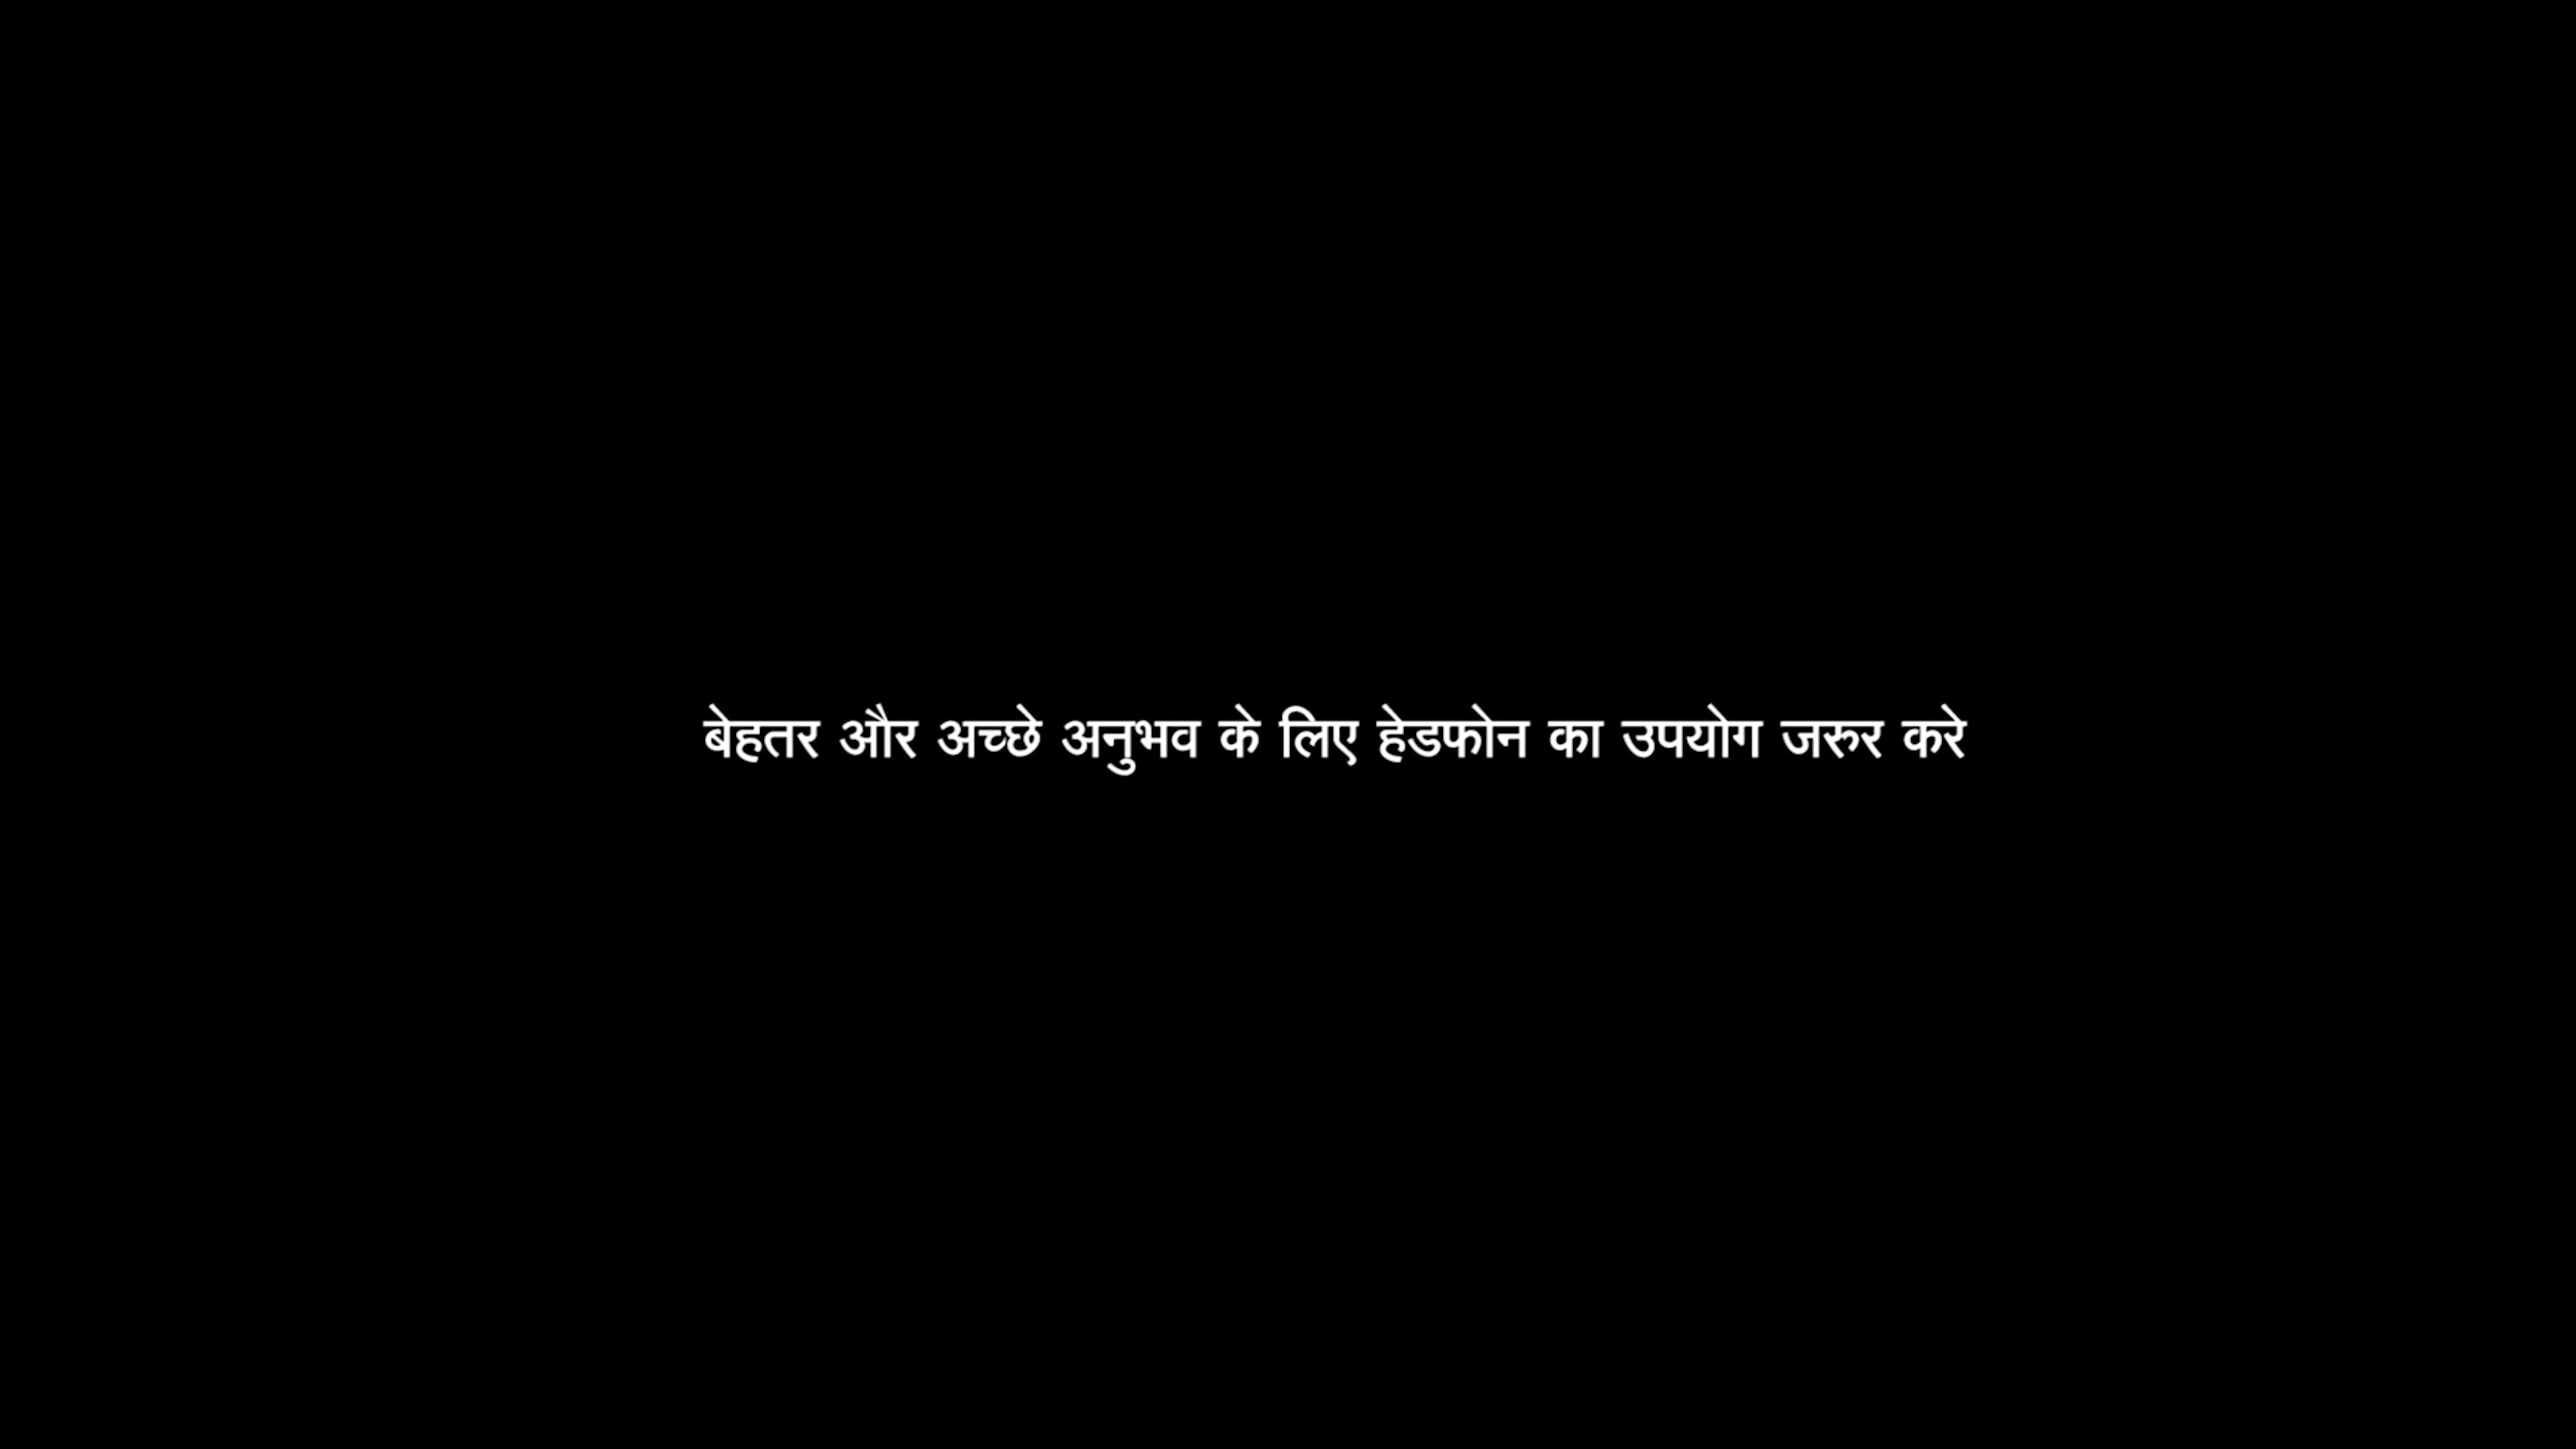 बेहतर और अच्छे अनुभव के लिए हेडफोन का उपयोग जरुर करे